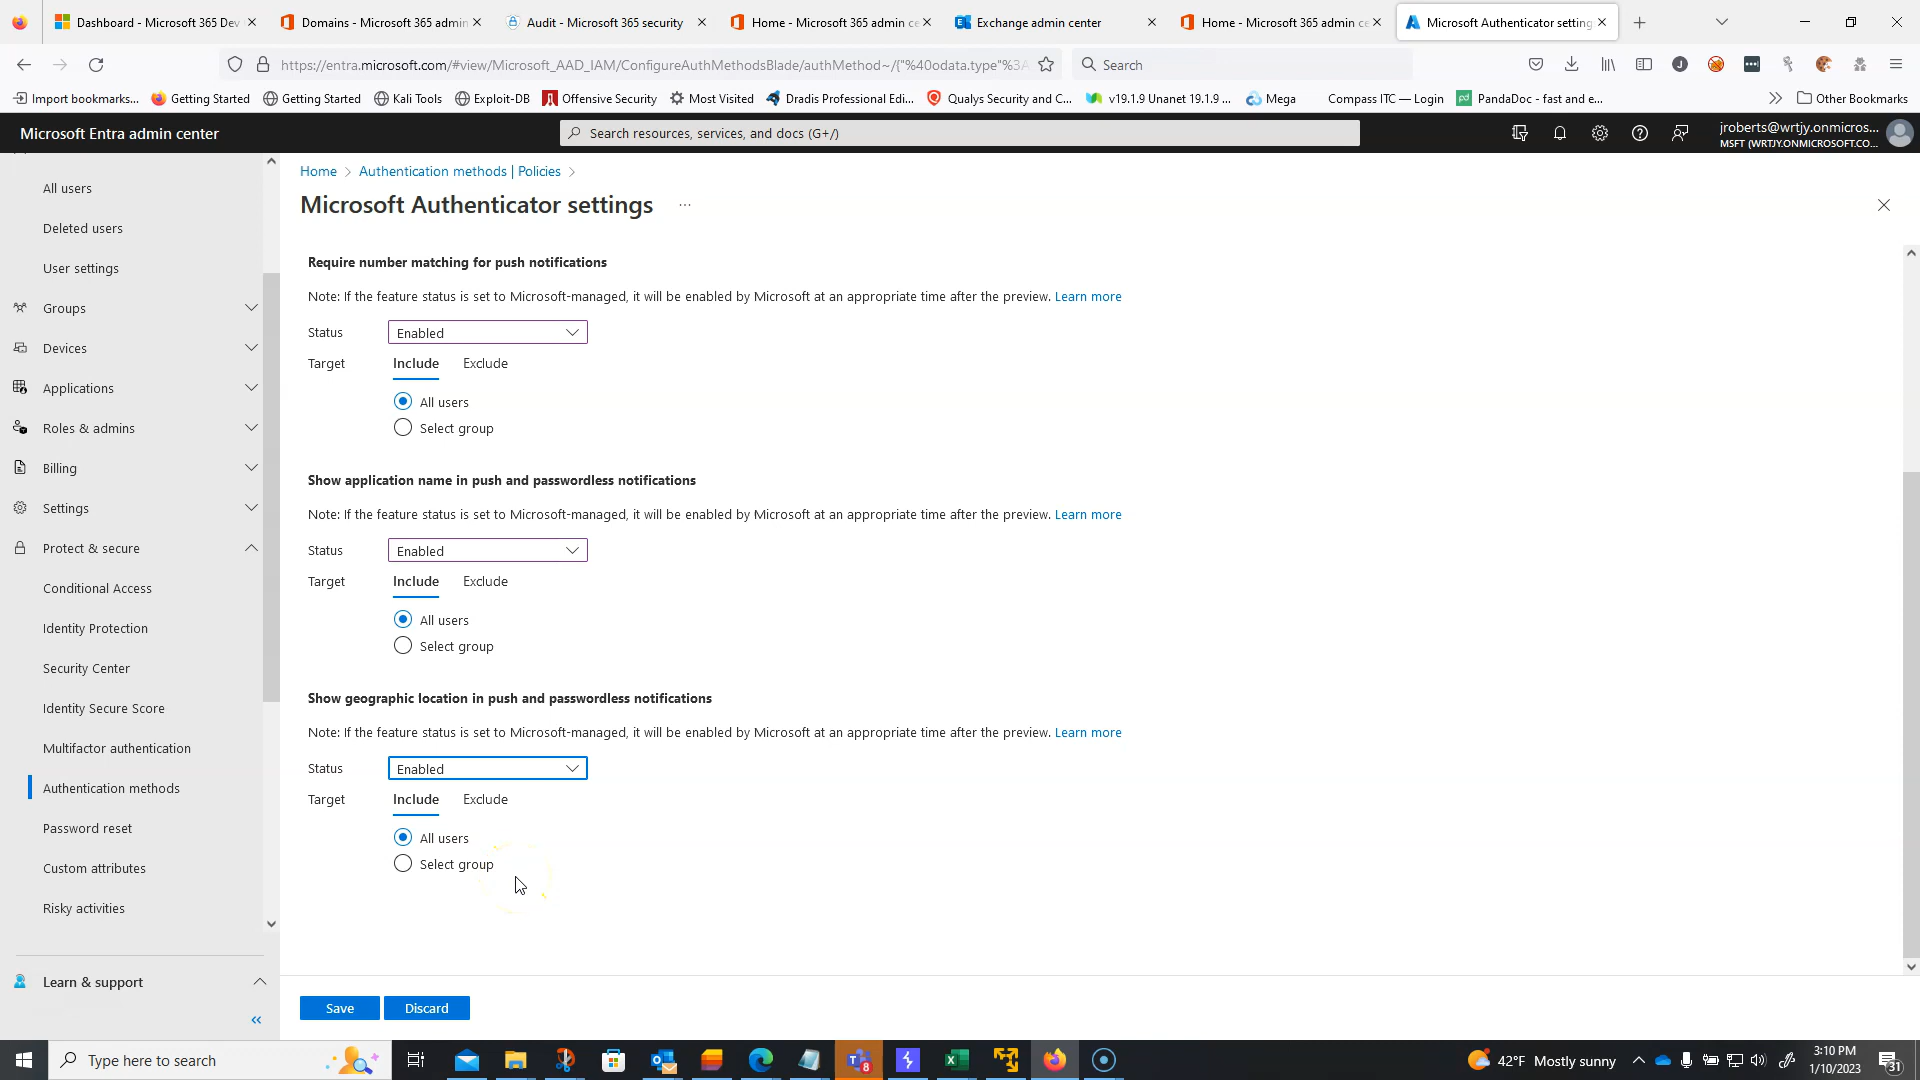 Dashboard - Microsoft 365 Dev
Domains - Microsoft 365 admin
Audit - Microsoft 365 security
Home - Microsoft 365 admin ce
Exchange admin center
Home - Microsoft 365 admin ce
Microsoft Authenticator setting
https://entra.microsoft.com/#view/Microsoft_AAD_IAM/ConfigureAuthMethodsBlade/authMethod~/{"%40odata.type"%3A
Search
Import bookmarks...
Getting Started
Getting Started
Kali Tools
Exploit-DB
Offensive Security
Most Visited
Dradis Professional Edi...
Qualys Security and C...
v19.1.9 Unanet 19.1.9 ...
Mega
Compass ITC — Login
PandaDoc - fast and e...
Other Bookmarks
Microsoft Entra admin center
Search resources, services, and docs (G+/)
jroberts@wrtjy.onmicros...
MSFT (WRTJY.ONMICROSOFT.CO...
All users
Deleted users
User settings
Groups
Devices
Applications
Roles & admins
Billing
Settings
Protect & secure
Conditional Access
Identity Protection
Security Center
Identity Secure Score
Multifactor authentication
Authentication methods
Password reset
Custom attributes
Risky activities
Learn & support
Home > Authentication methods | Policies >
Microsoft Authenticator settings ...
Require number matching for push notifications
Note: If the feature status is set to Microsoft-managed, it will be enabled by Microsoft at an appropriate time after the preview. Learn more
Status Enabled
Target Include Exclude
All users
Select group
Show application name in push and passwordless notifications
Note: If the feature status is set to Microsoft-managed, it will be enabled by Microsoft at an appropriate time after the preview. Learn more
Status Enabled
Target Include Exclude
All users
Select group
Show geographic location in push and passwordless notifications
Note: If the feature status is set to Microsoft-managed, it will be enabled by Microsoft at an appropriate time after the preview. Learn more
Status Enabled
Target Include Exclude
All users
Select group
Save Discard
Type here to search
8
42°F Mostly sunny
3:10 PM
1/10/2023
31